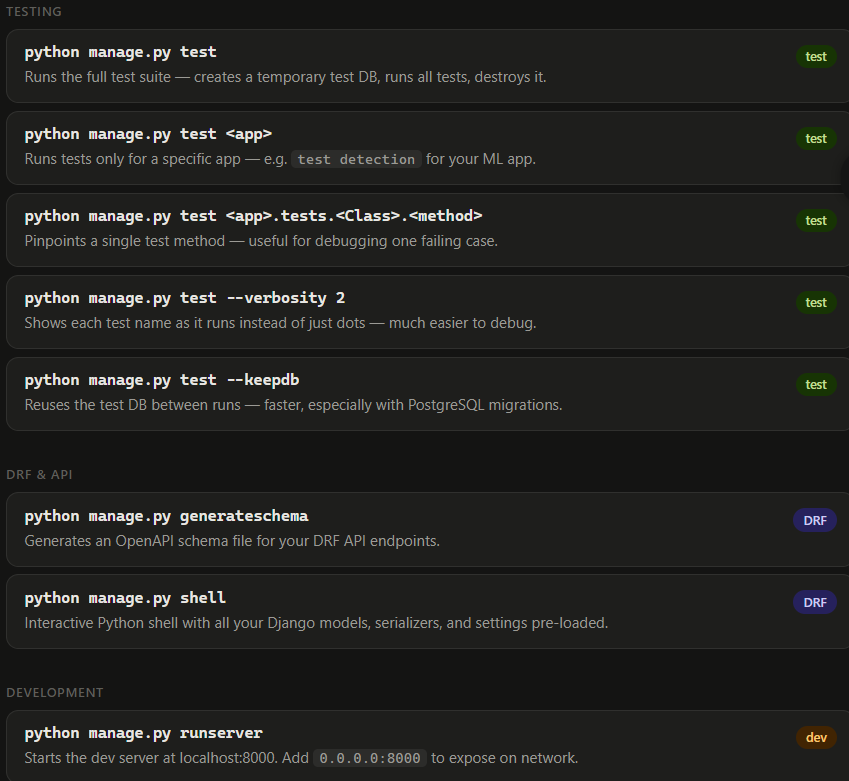 TESTING
python manage.py test
test
Runs the full test suite — creates a temporary test DB, runs all tests, destroys it.
python manage.py test <app>
test
Runs tests only for a specific app — e.g. test detection for your ML app.
python manage.py test <app>.tests.<Class>.<method>
test
Pinpoints a single test method — useful for debugging one failing case.
python manage.py test --verbosity 2
test
Shows each test name as it runs instead of just dots — much easier to debug.
python manage.py test --keepdb
test
Reuses the test DB between runs — faster, especially with PostgreSQL migrations.
DRF & API
python manage.py generateschema
DRF
Generates an OpenAPI schema file for your DRF API endpoints.
python manage.py shell
DRF
Interactive Python shell with all your Django models, serializers, and settings pre-loaded.
DEVELOPMENT
python manage.py runserver
dev
Starts the dev server at localhost:8000. Add 0.0.0.0:8000 to expose on network.